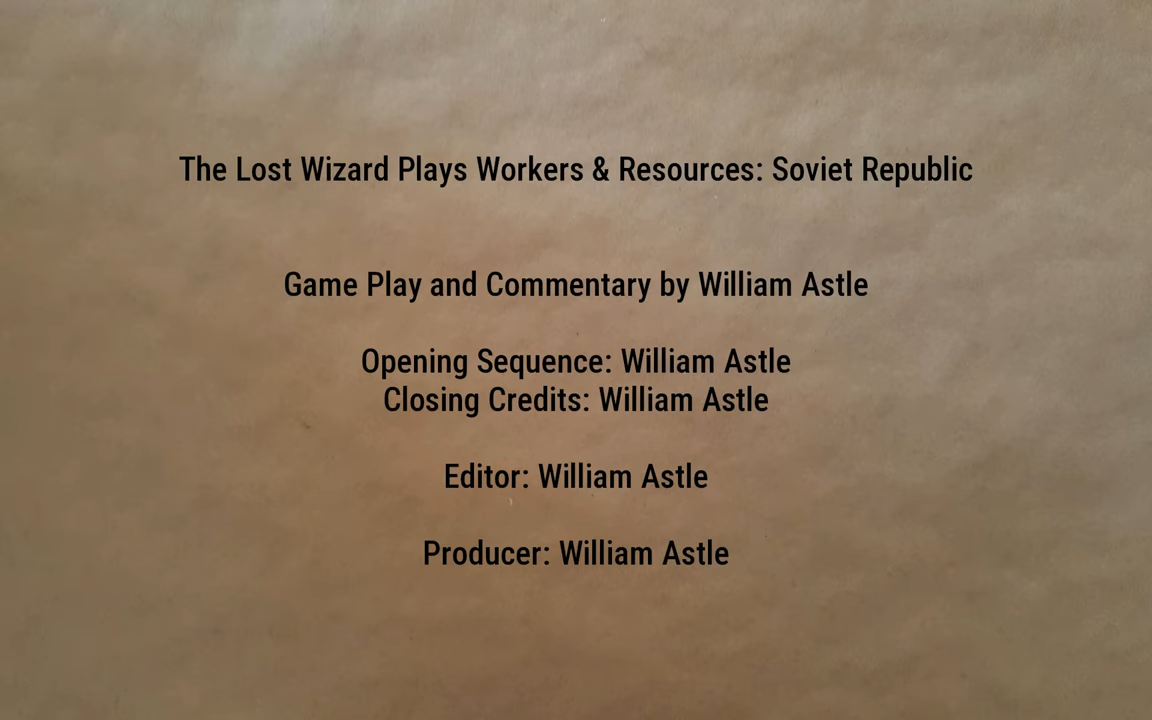 The Lost Wizard Plays Workers & Resources: Soviet Republic
Game Play and Commentary by William Astle
Opening Sequence: William Astle
Closing Credits: William Astle
Editor: William Astle
Producer: William Astle